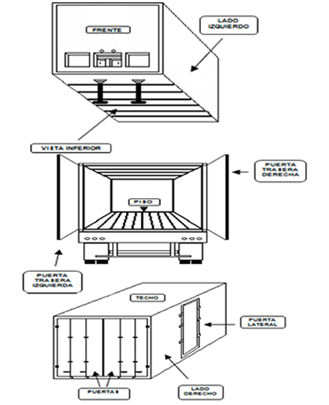 LADO
IZQUIERDO
FRENTE
VISTA INFERIOR
PUERTA
TRASERA
DERECHA
PISO
PUERTA
TRASERA
IZQUIERDA
TECHO
PUERTA
LATERAL
PUERTAS
LADO
DERECHO